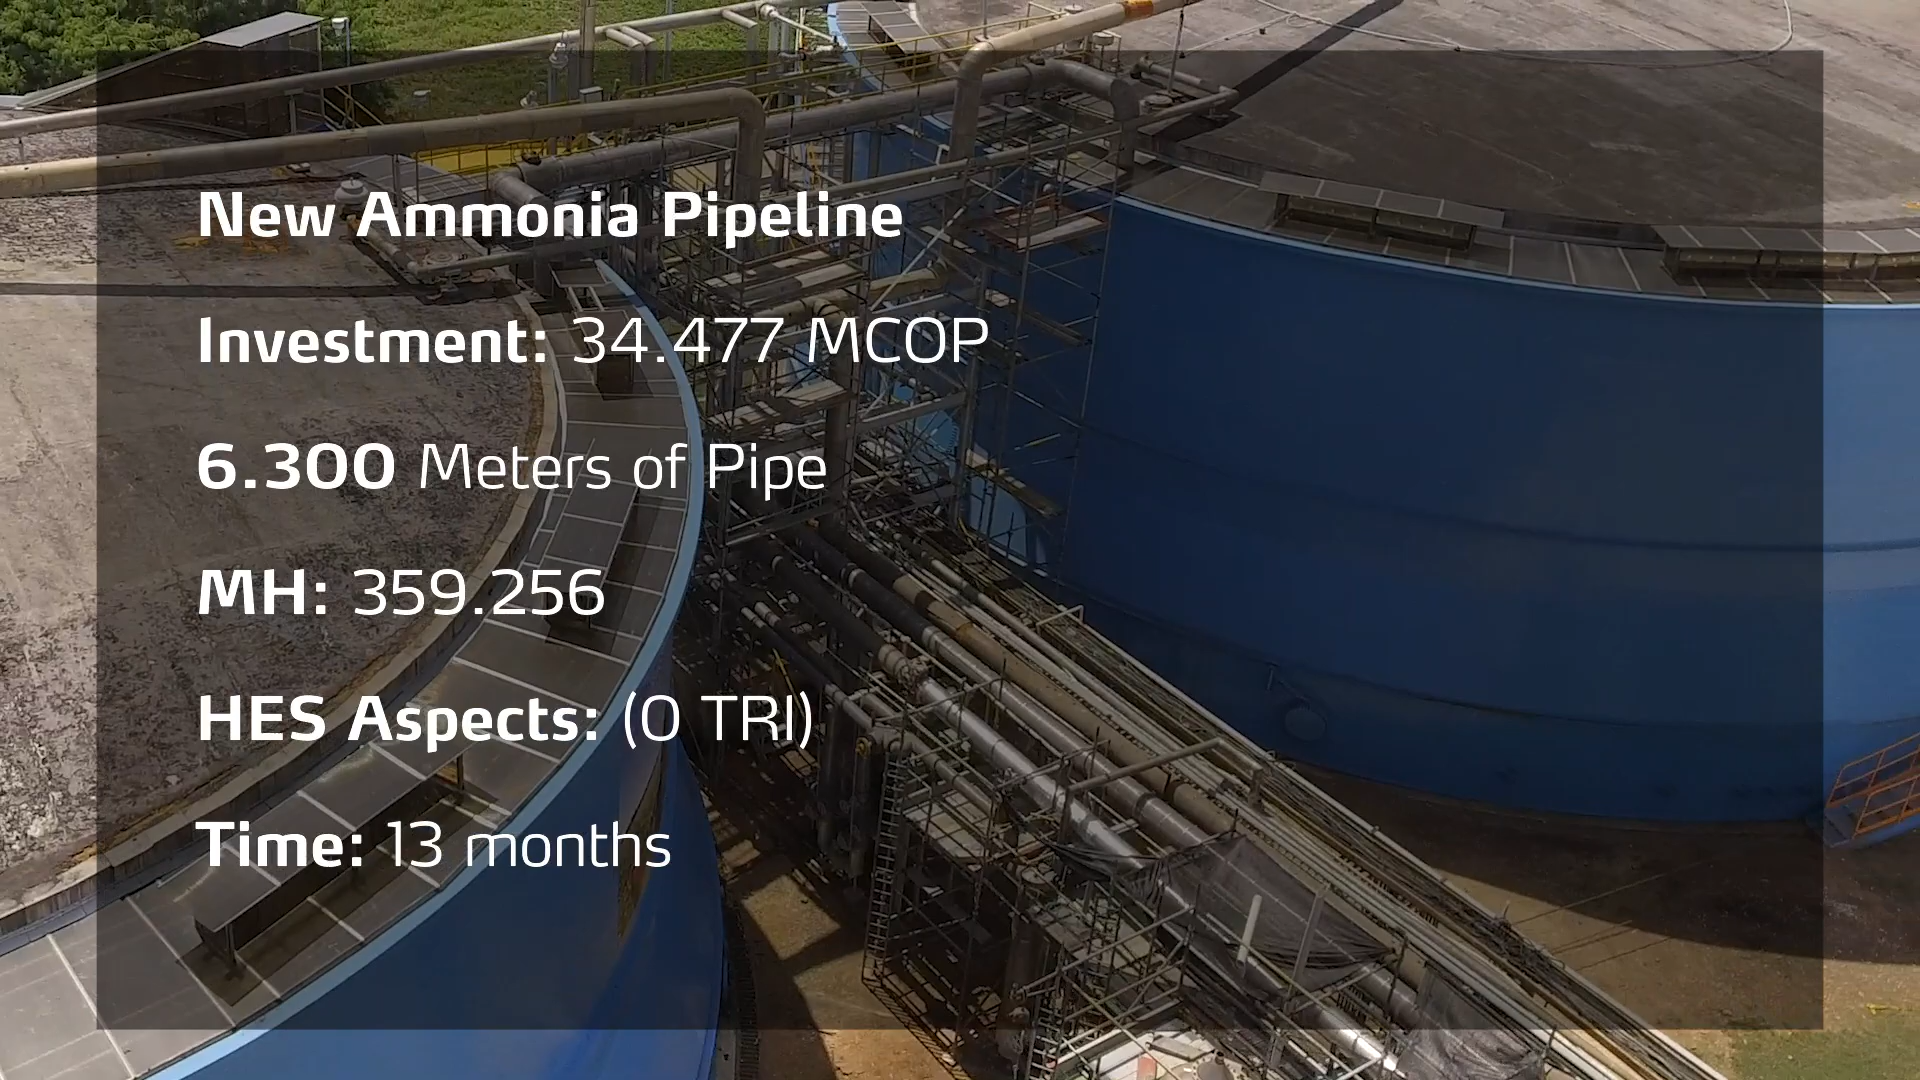 New Ammonia Pipeline
Investment: 34.477 MCOP
6.300 Meters of Pipe
MH: 359.256
HES Aspects: (0 TRI)
Time: 13 months